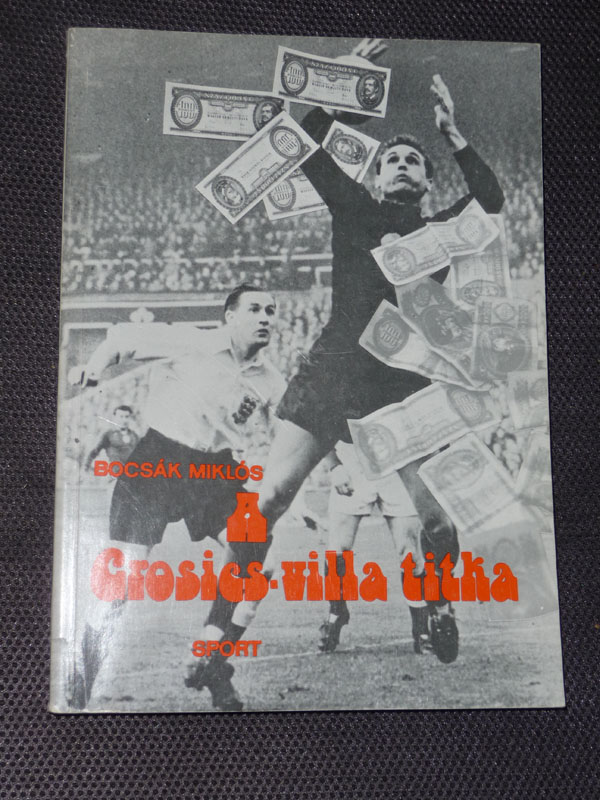 BOCSÁK MIKLÓS
A
Grosics-villa titka
SPORT